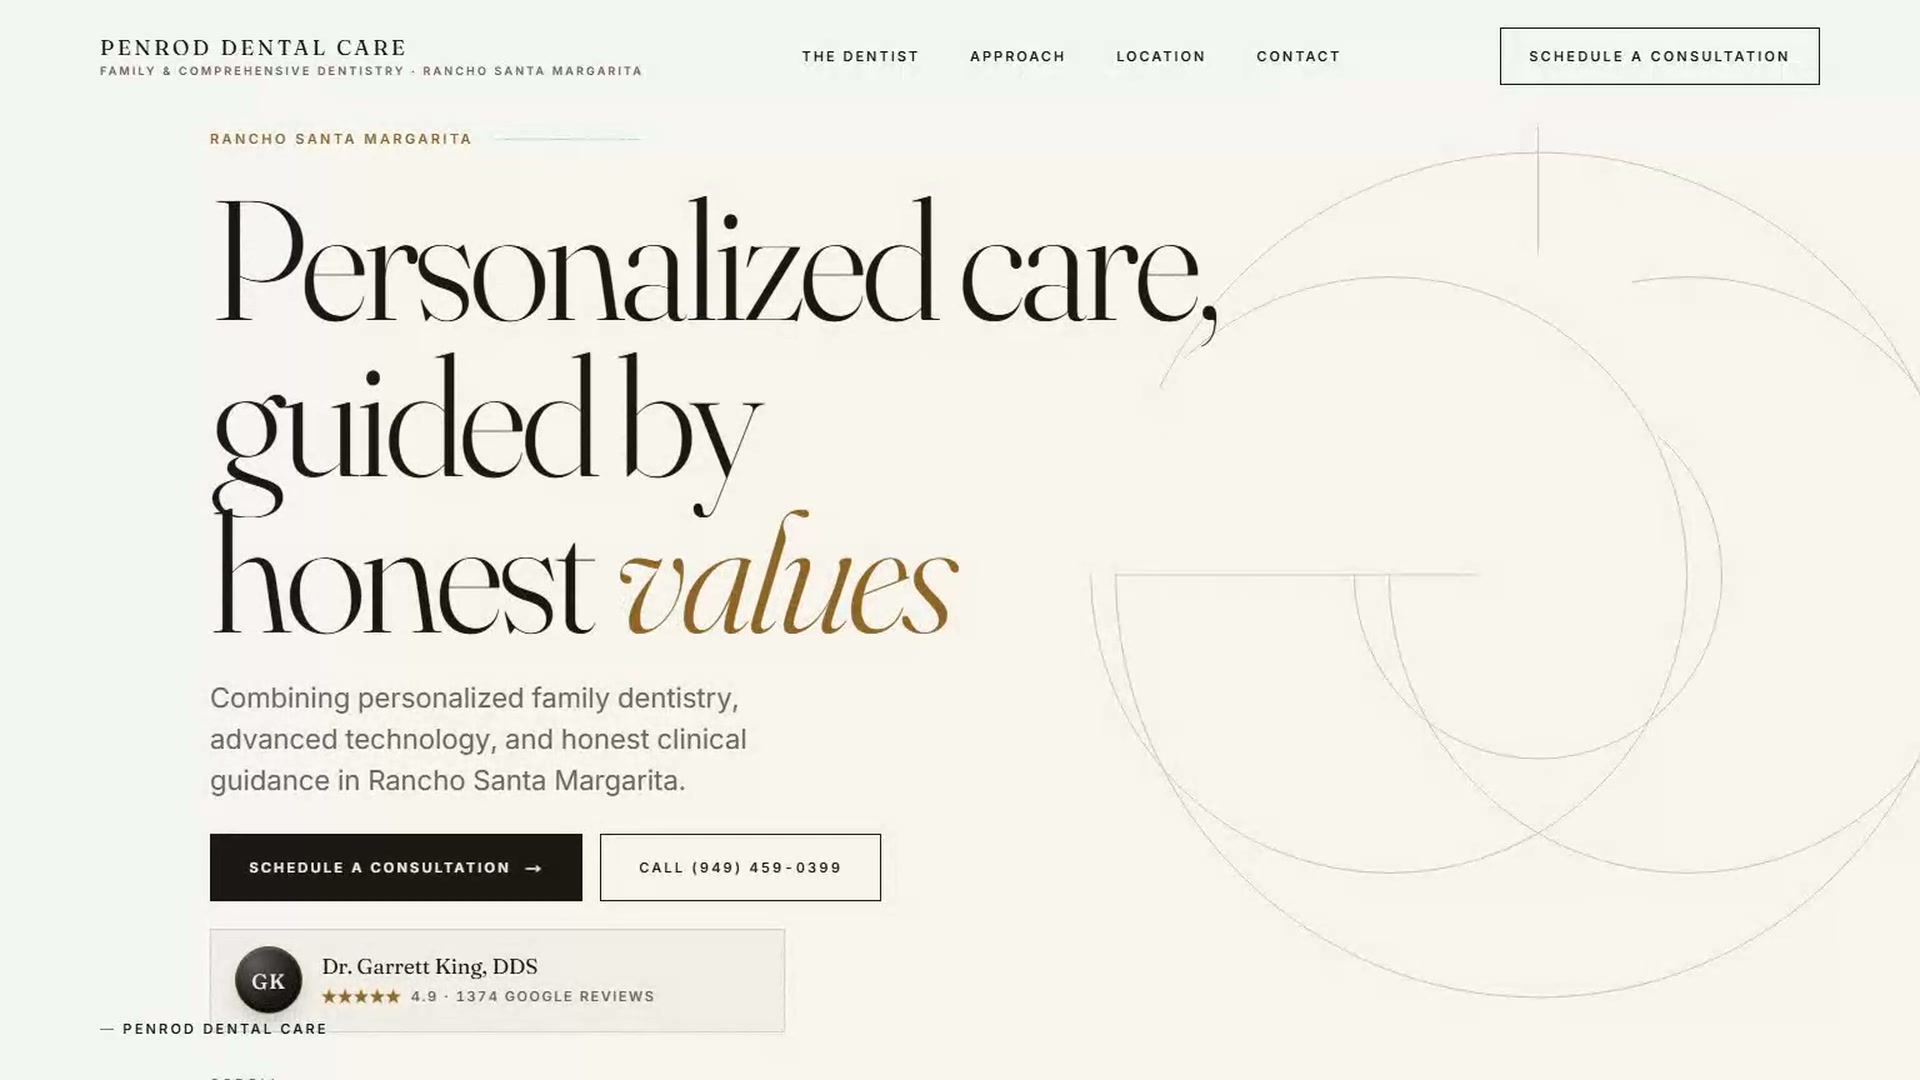 PENROD DENTAL CARE
FAMILY & COMPREHENSIVE DENTISTRY · RANCHO SANTA MARGARITA
THE DENTIST
APPROACH
LOCATION
CONTACT
SCHEDULE A CONSULTATION
RANCHO SANTA MARGARITA
Personalized care,
guided by
honest values
Combining personalized family dentistry,
advanced technology, and honest clinical
guidance in Rancho Santa Margarita.
SCHEDULE A CONSULTATION →
CALL (949) 459-0399
GK
Dr. Garrett King, DDS
★★★★★ 4.9 · 1374 GOOGLE REVIEWS
— PENROD DENTAL CARE